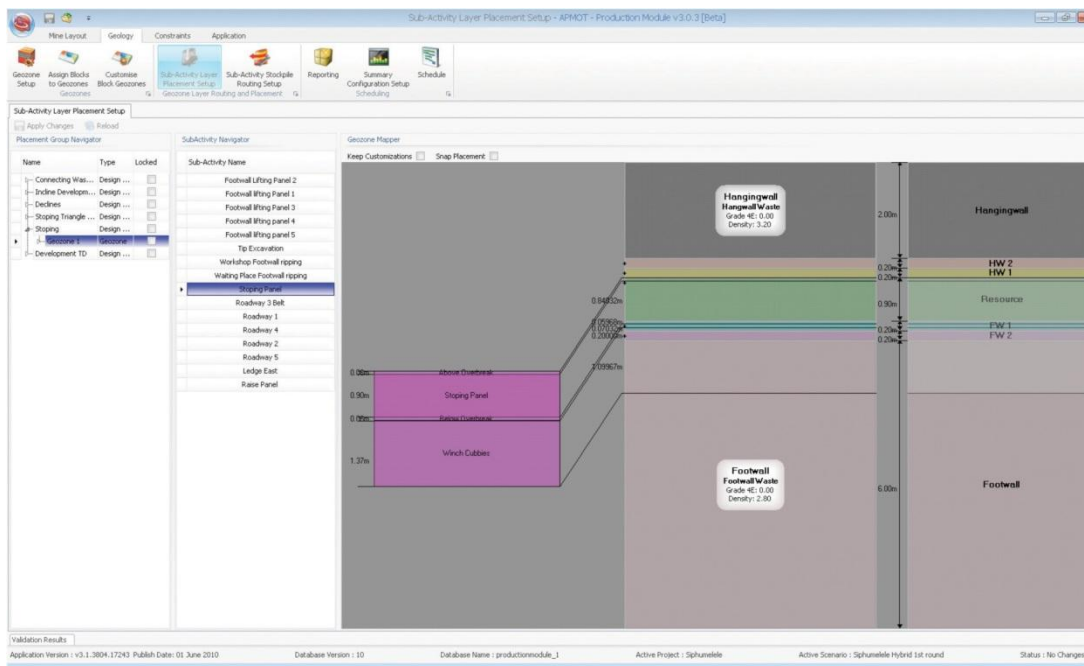 Sub-Activity Layer Placement Setup - APMOT - Production Module v3.0.3 [Beta]
Mine Layout Geology Constraints Application
Geozone Setup
Assign Blocks to Geozones
Customise Block Geozones
Sub-Activity Layer Placement Setup
Sub-Activity Stockpile Routing Setup
Reporting
Summary Configuration Setup
Schedule
Geozones Geozone Layer Routing and Placement Scheduling
Sub-Activity Layer Placement Setup
Apply Changes Reload
Placement Group Navigator
Name Type Locked
Connecting Was... Design ...
Incline Developm... Design ...
Declines Design ...
Stoping Triangle ... Design ...
Stoping Design ...
Geozone 1 Geozone
Development TD Design ...
SubActivity Navigator
Sub-Activity Name
Footwall Lifting Panel 2
Footwall lifting Panel 1
Footwall lifting Panel 3
Footwall lifting panel 4
Footwall lifting panel 5
Tip Excavation
Workshop Footwall ripping
Waiting Place Footwall ripping
Stoping Panel
Roadway 3 Belt
Roadway 1
Roadway 4
Roadway 2
Roadway 5
Ledge East
Raise Panel
Geozone Mapper
Keep Customizations Snap Placement
Hangingwall
Hangwall Waste
Grade 4E: 0.00
Density: 3.20
2.00m
Hangingwall
0.20m
HW 2
0.20m
HW 1
0.84032m
0.90m
Resource
0.20m
FW 1
0.20m
FW 2
1.09967m
Above Overbreak
0.90m
Stoping Panel
Below Overbreak
1.37m
Winch Cubbies
Footwall
Footwall Waste
Grade 4E: 0.00
Density: 2.80
6.00m
Footwall
Validation Results
Application Version : v3.1.3804.17243 Publish Date: 01 June 2010 Database Version : 10 Database Name : productionmodule_1 Active Project : Siphumelele Active Scenario : Siphumelele Hybrid 1st round Status : No Changes